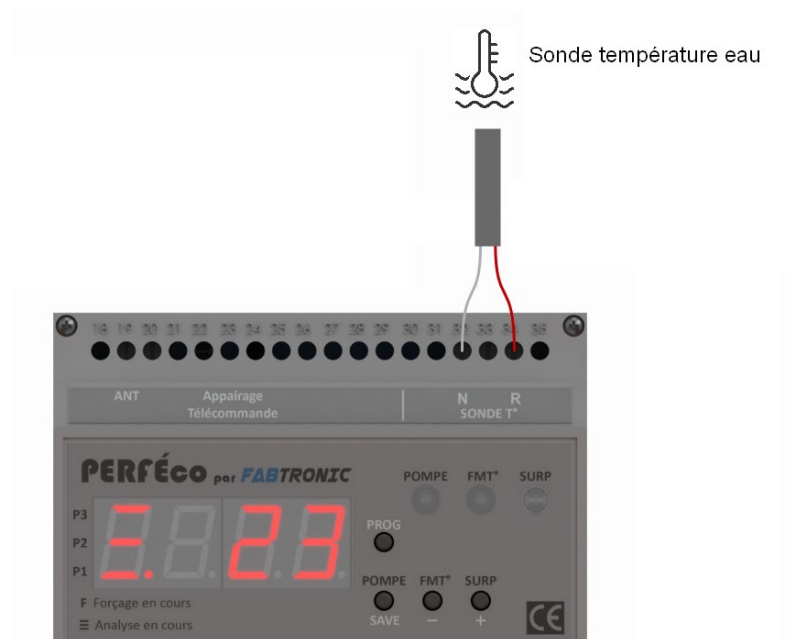 Sonde température eau
18 19 20 21 22 23 24 25 26 27 28 29 30 31 32 33 34 35
ANT Appairage N R
Télécommande SONDE T°
PERFÉCO par FABTRONIC
POMPE FMT° SURP
P3
P2
P1
23
PROG
POMPE FMT° SURP
SAVE − +
F Forçage en cours
Ξ Analyse en cours
CE